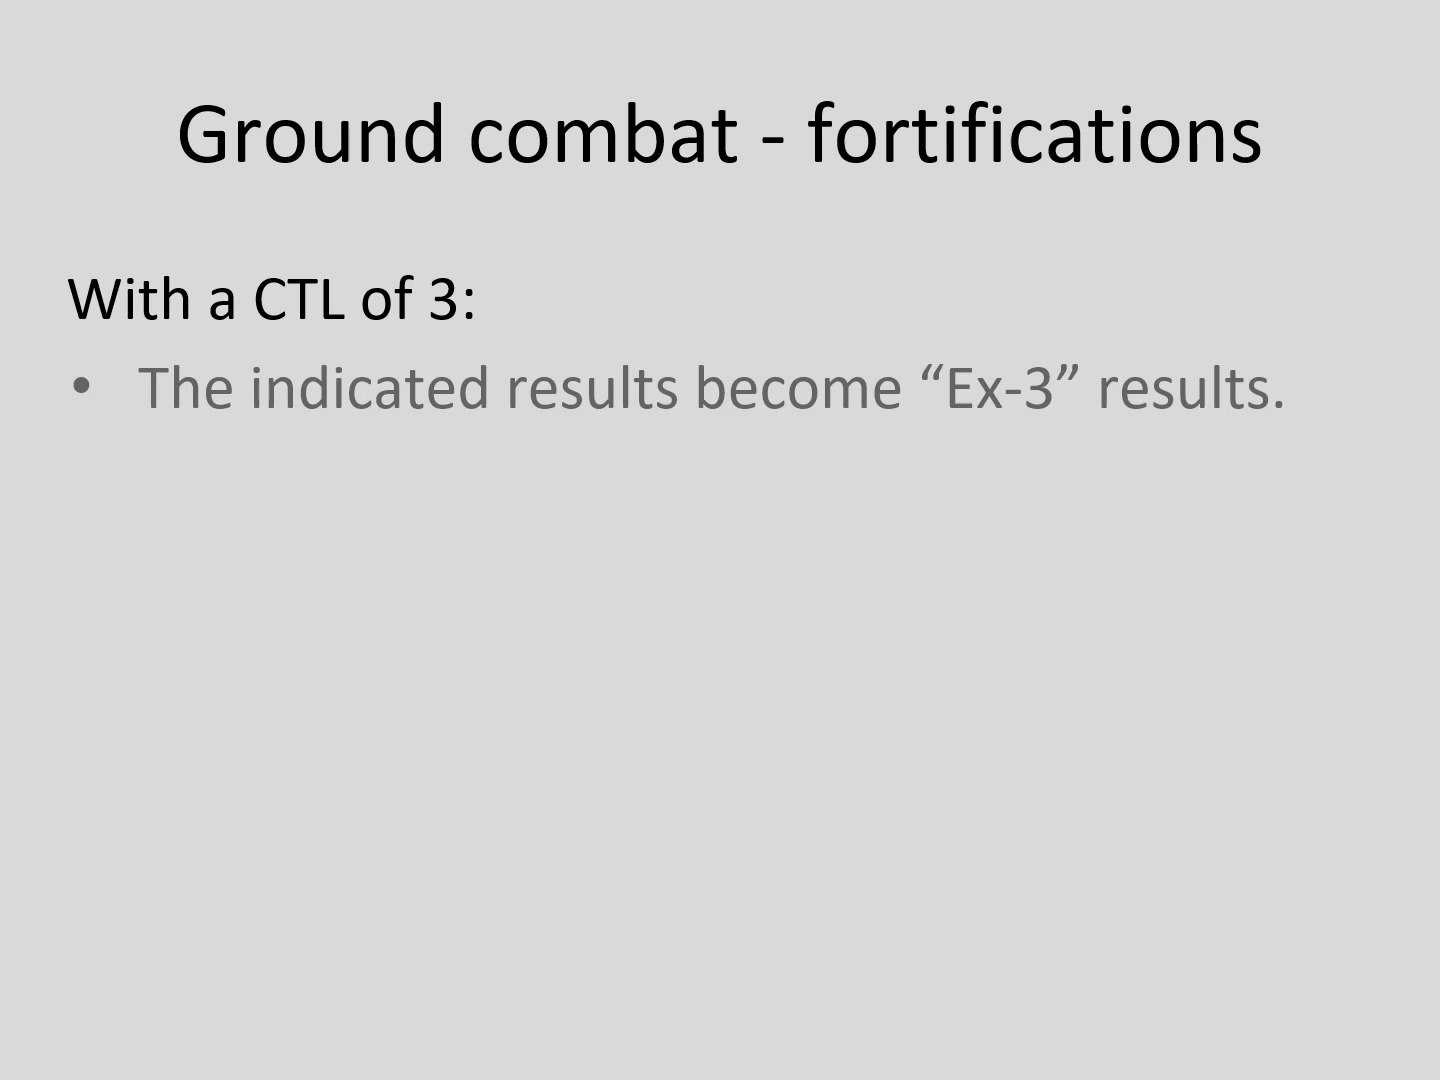 Ground combat - fortifications
With a CTL of 3:
• The indicated results become “Ex-3” results.